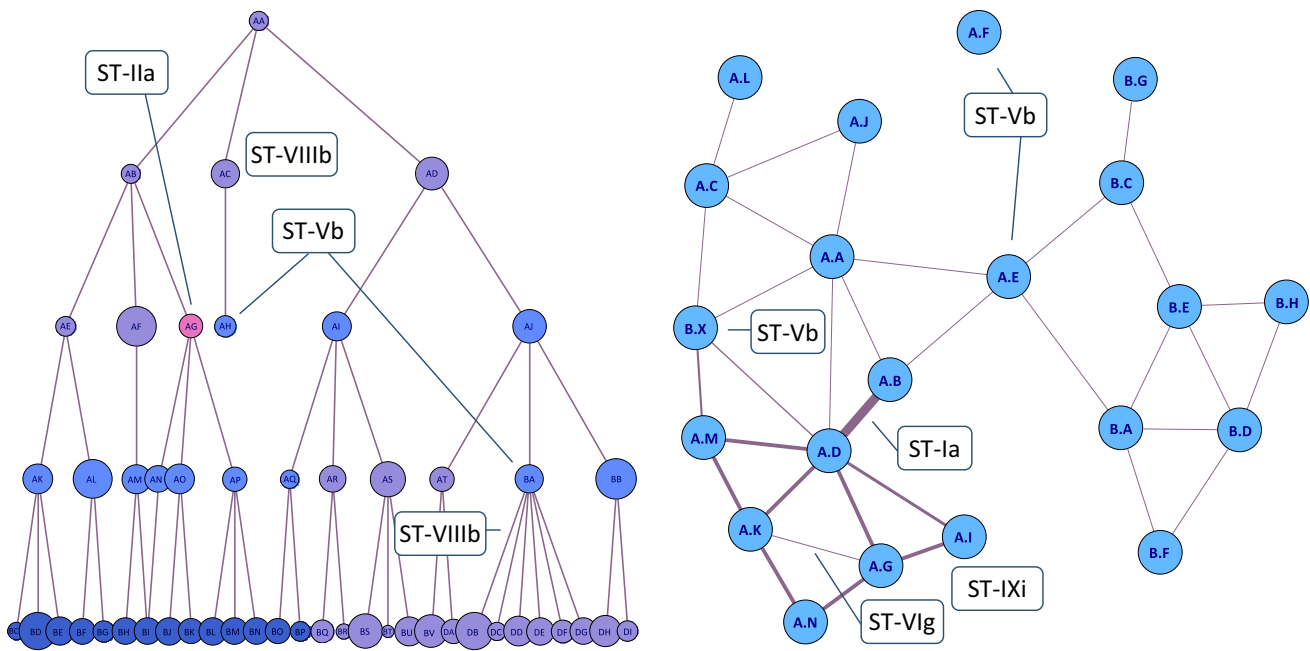 AA
ST-IIa
AB
AC
ST-VIIIb
AD
ST-Vb
AE
AF
AG
AH
AI
AJ
AK
AL
AM
AN
AO
AP
AQ
AR
AS
AT
BA
BB
ST-VIIIb
BC
BD
BE
BF
BG
BH
BI
BJ
BK
BL
BM
BN
BO
BP
BQ
BR
BS
BT
BU
BV
DA
DB
DC
DD
DE
DF
DG
DH
DI
A.F
A.L
B.G
ST-Vb
A.J
A.C
B.C
A.A
A.E
B.E
B.H
B.X
ST-Vb
A.B
A.M
A.D
ST-Ia
B.A
B.D
A.K
A.I
B.F
A.G
ST-IXi
A.N
ST-VIg